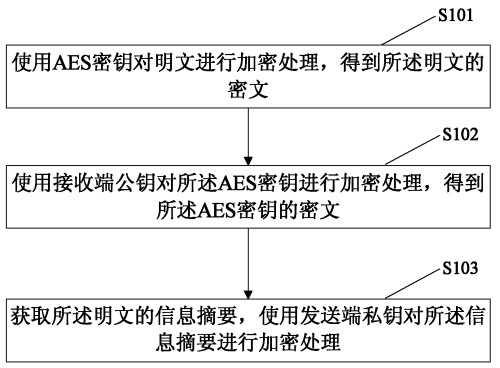 S101
使用AES密钥对明文进行加密处理，得到所述明文的
密文
S102
使用接收端公钥对所述AES密钥进行加密处理，得到
所述AES密钥的密文
S103
获取所述明文的信息摘要，使用发送端私钥对所述信
息摘要进行加密处理